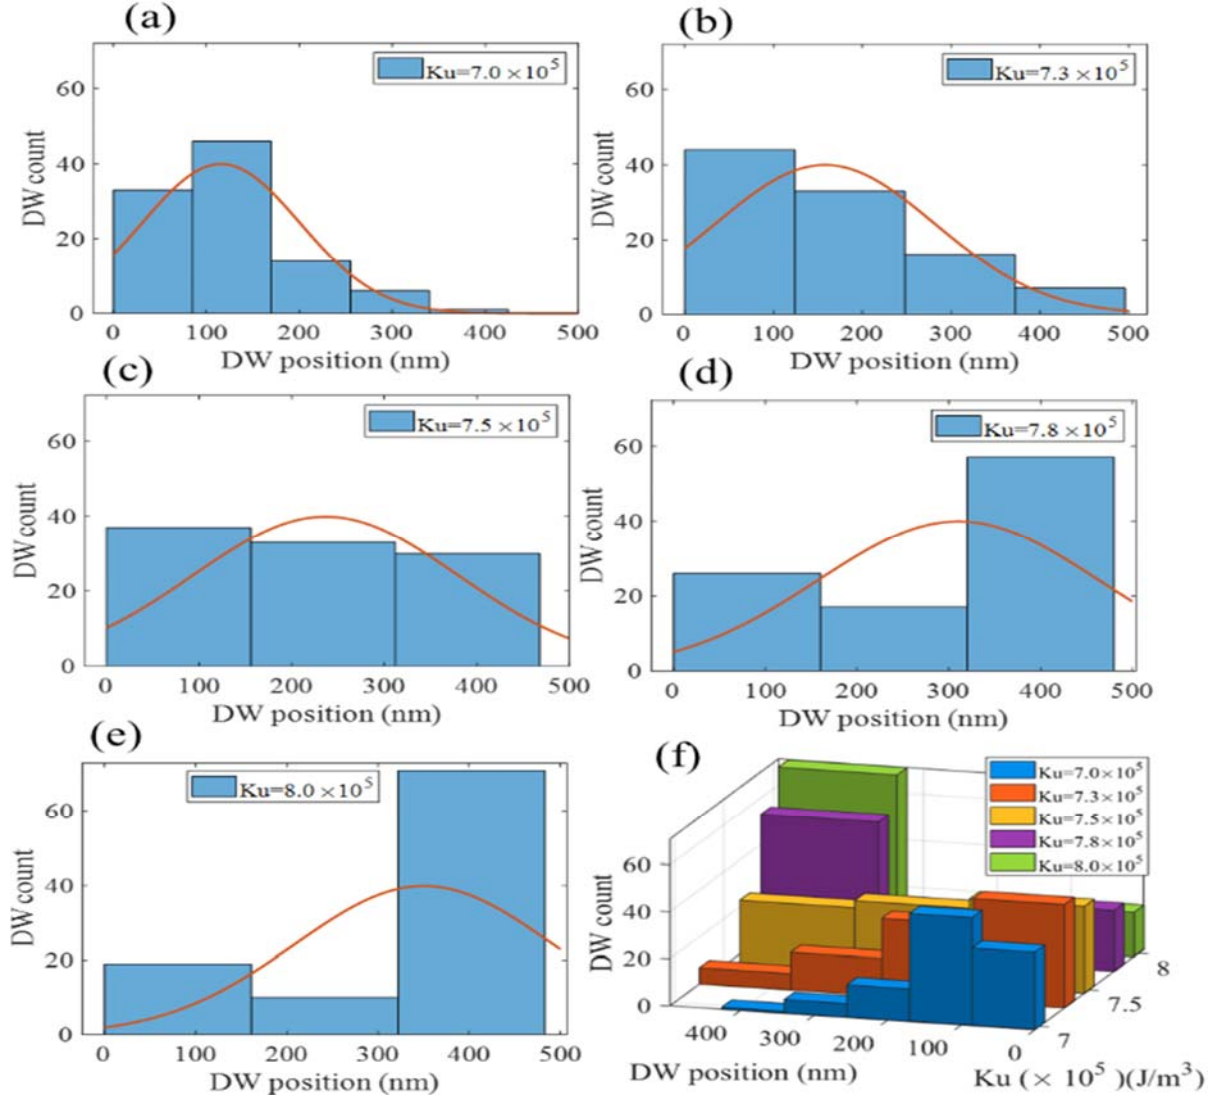 (a)
Ku=7.0 ×10^5
DW count
60
40
20
0
0 100 200 300 400 500
DW position (nm)
(b)
Ku=7.3 ×10^5
DW count
60
40
20
0
0 100 200 300 400 500
DW position (nm)
(c)
Ku=7.5 ×10^5
DW count
60
40
20
0
0 100 200 300 400 500
DW position (nm)
(d)
Ku=7.8 ×10^5
DW count
60
40
20
0
0 100 200 300 400 500
DW position (nm)
(e)
Ku=8.0 ×10^5
DW count
60
40
20
0
0 100 200 300 400 500
DW position (nm)
(f)
Ku=7.0×10^5
Ku=7.3×10^5
Ku=7.5×10^5
Ku=7.8×10^5
Ku=8.0×10^5
DW count
60
40
20
0
400 300 200 100 0
7 7.5 8
DW position (nm)
Ku (× 10^5 )(J/m^3)